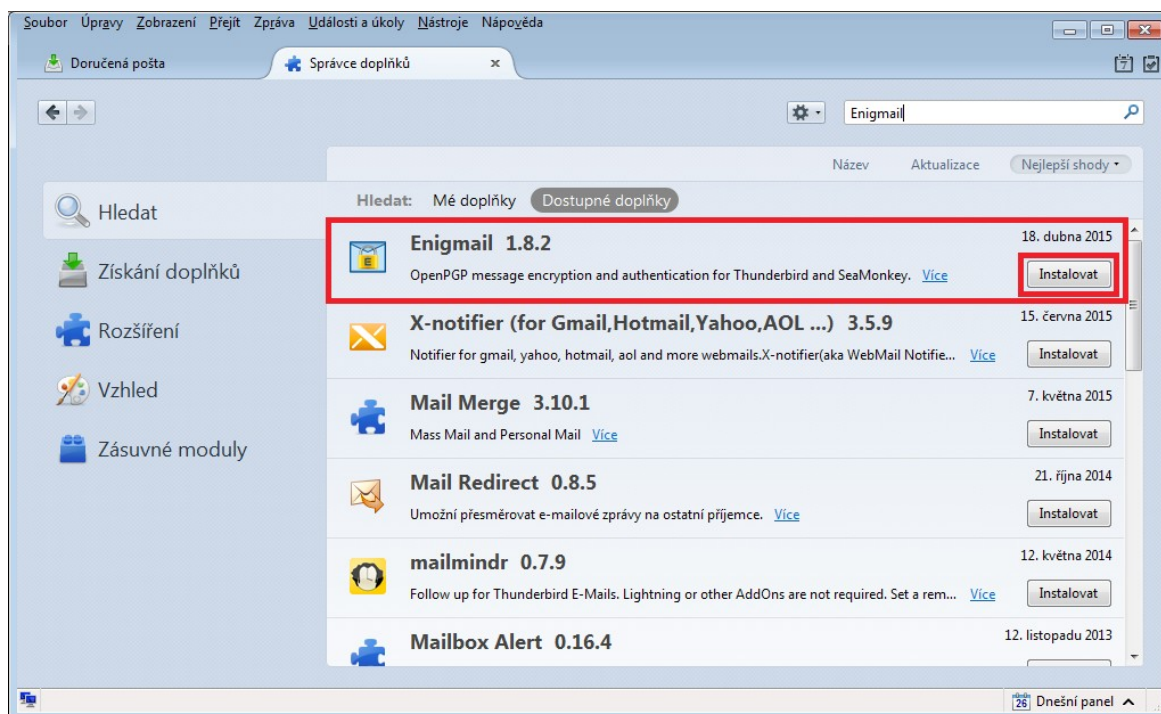 Soubor Úpravy Zobrazení Přejít Zpráva Události a úkoly Nástroje Nápověda
Doručená pošta
Správce doplňků
7
Enigmail
Název Aktualizace Nejlepší shody
Hledat
Získání doplňků
Rozšíření
Vzhled
Zásuvné moduly
Hledat: Mé doplňky Dostupné doplňky
E
Enigmail 1.8.2
18. dubna 2015
OpenPGP message encryption and authentication for Thunderbird and SeaMonkey. Více
Instalovat
X-notifier (for Gmail,Hotmail,Yahoo,AOL ...) 3.5.9
15. června 2015
Notifier for gmail, yahoo, hotmail, aol and more webmails.X-notifier(aka WebMail Notifie... Více
Instalovat
Mail Merge 3.10.1
7. května 2015
Mass Mail and Personal Mail Více
Instalovat
Mail Redirect 0.8.5
21. října 2014
Umožní přesměrovat e-mailové zprávy na ostatní příjemce. Více
Instalovat
mailmindr 0.7.9
12. května 2014
Follow up for Thunderbird E-Mails. Lightning or other AddOns are not required. Set a rem... Více
Instalovat
Mailbox Alert 0.16.4
12. listopadu 2013
26 Dnešní panel